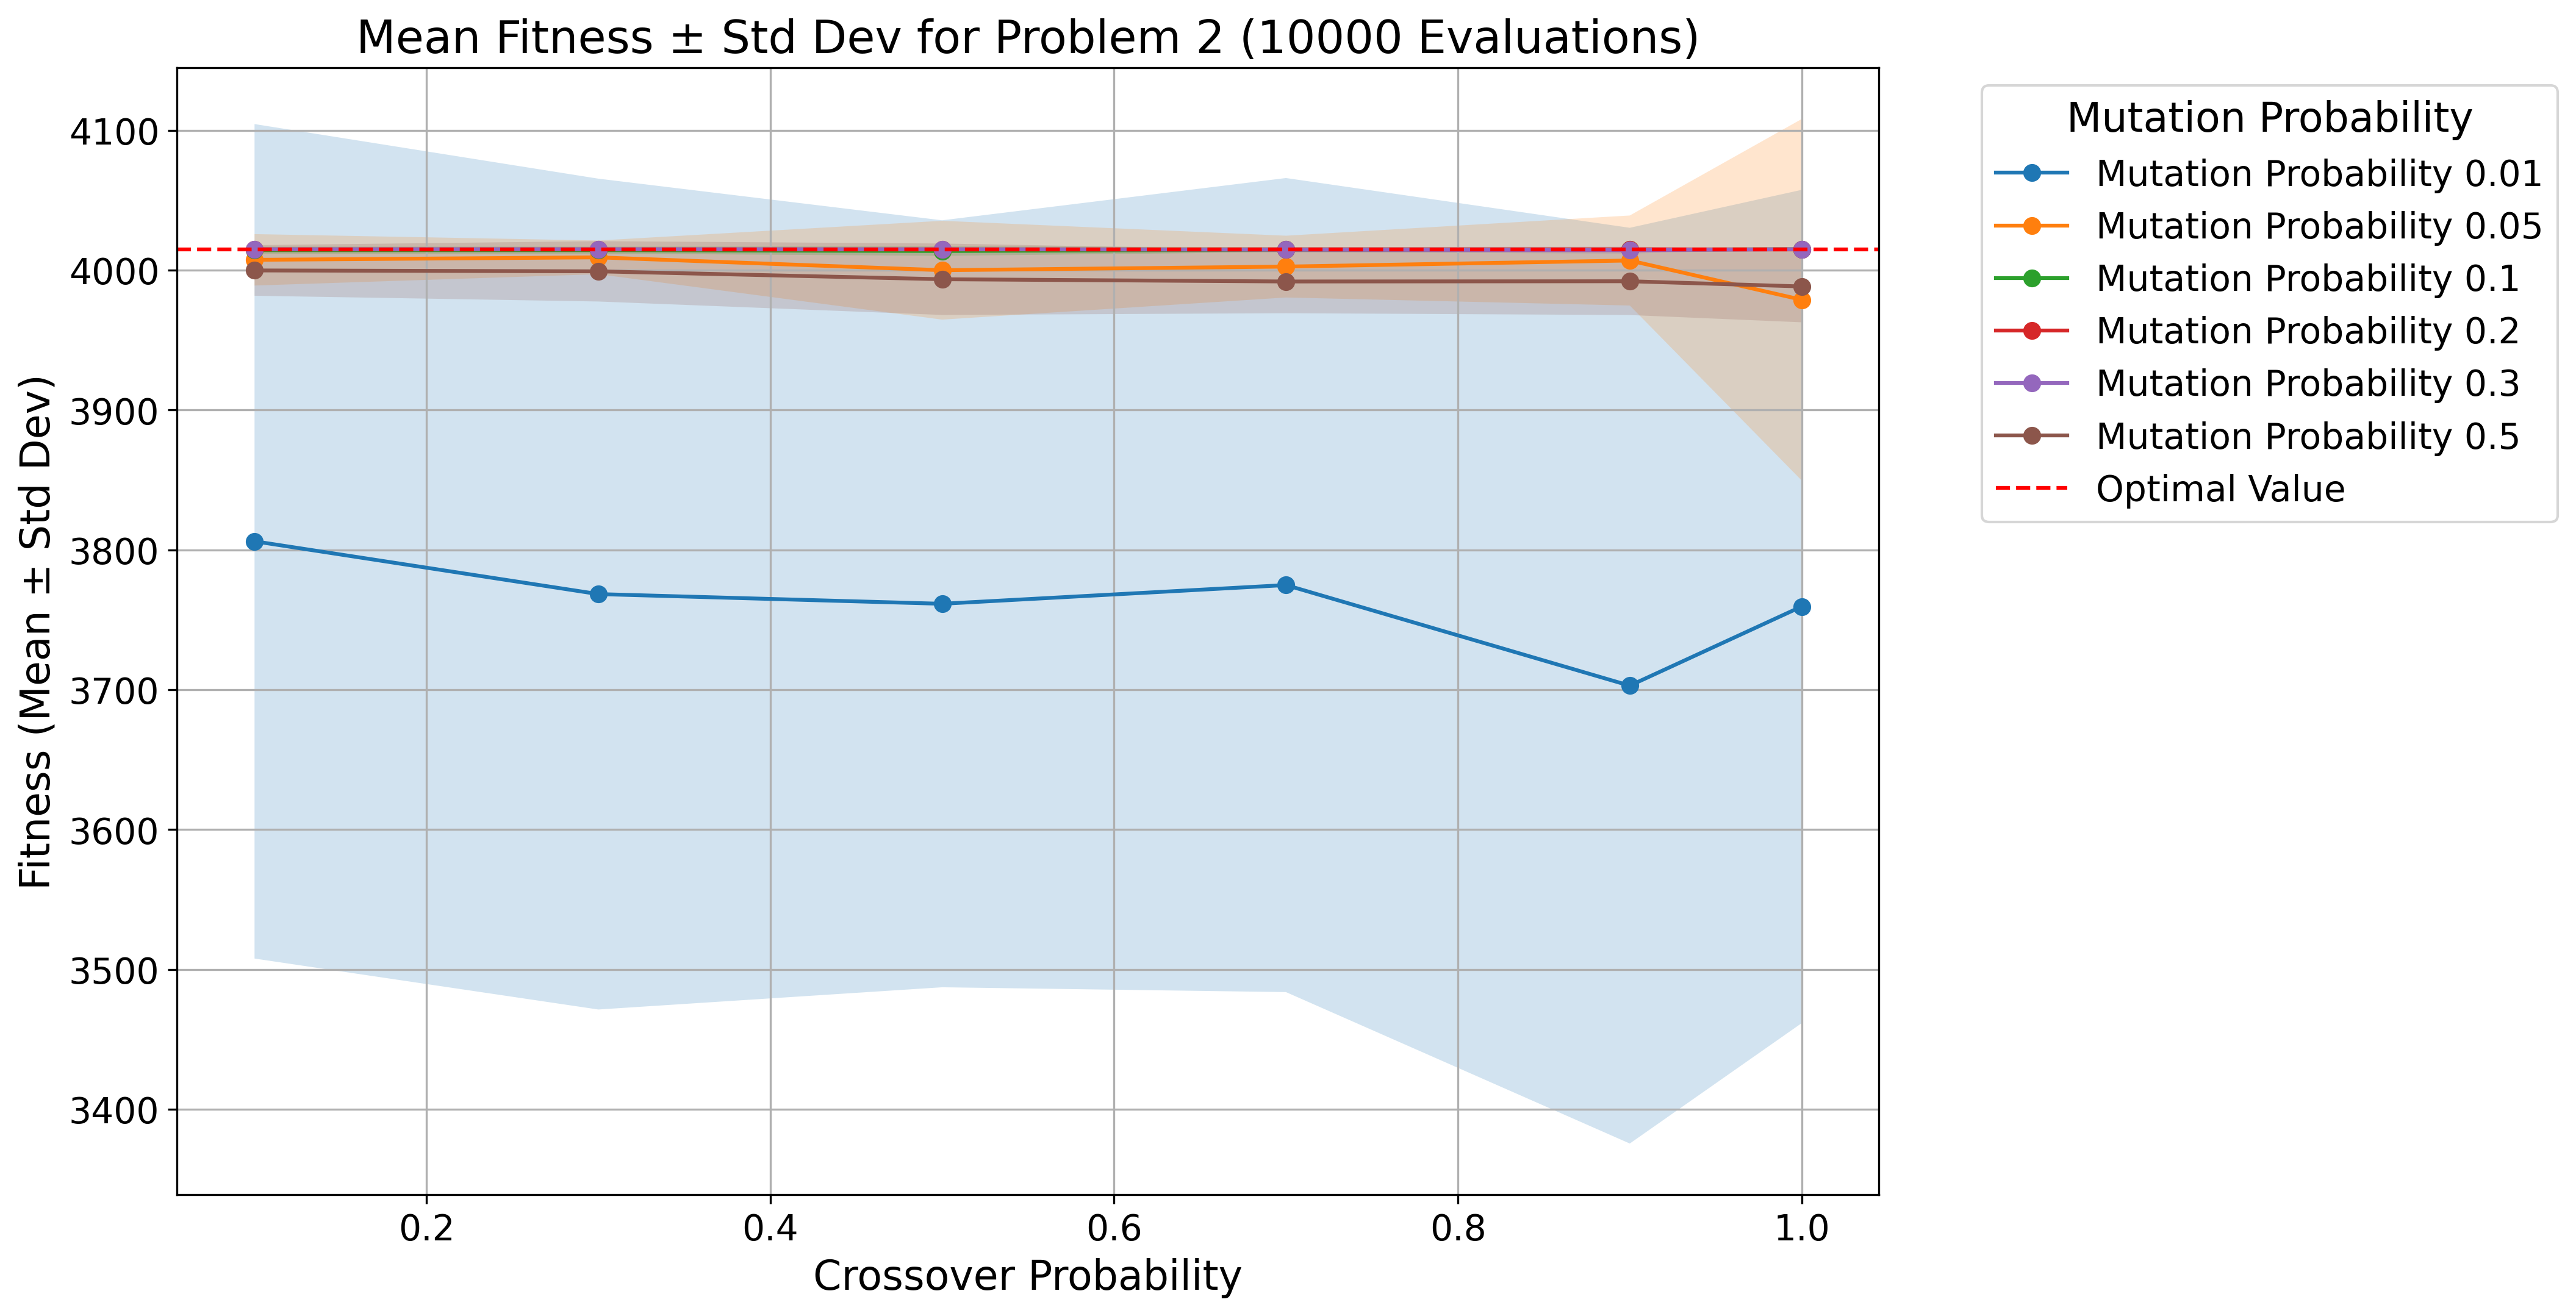 Mean Fitness ± Std Dev for Problem 2 (10000 Evaluations)
Fitness (Mean ± Std Dev)
4100
4000
3900
3800
3700
3600
3500
3400
0.2
0.4
0.6
0.8
1.0
Crossover Probability
Mutation Probability
Mutation Probability 0.01
Mutation Probability 0.05
Mutation Probability 0.1
Mutation Probability 0.2
Mutation Probability 0.3
Mutation Probability 0.5
Optimal Value